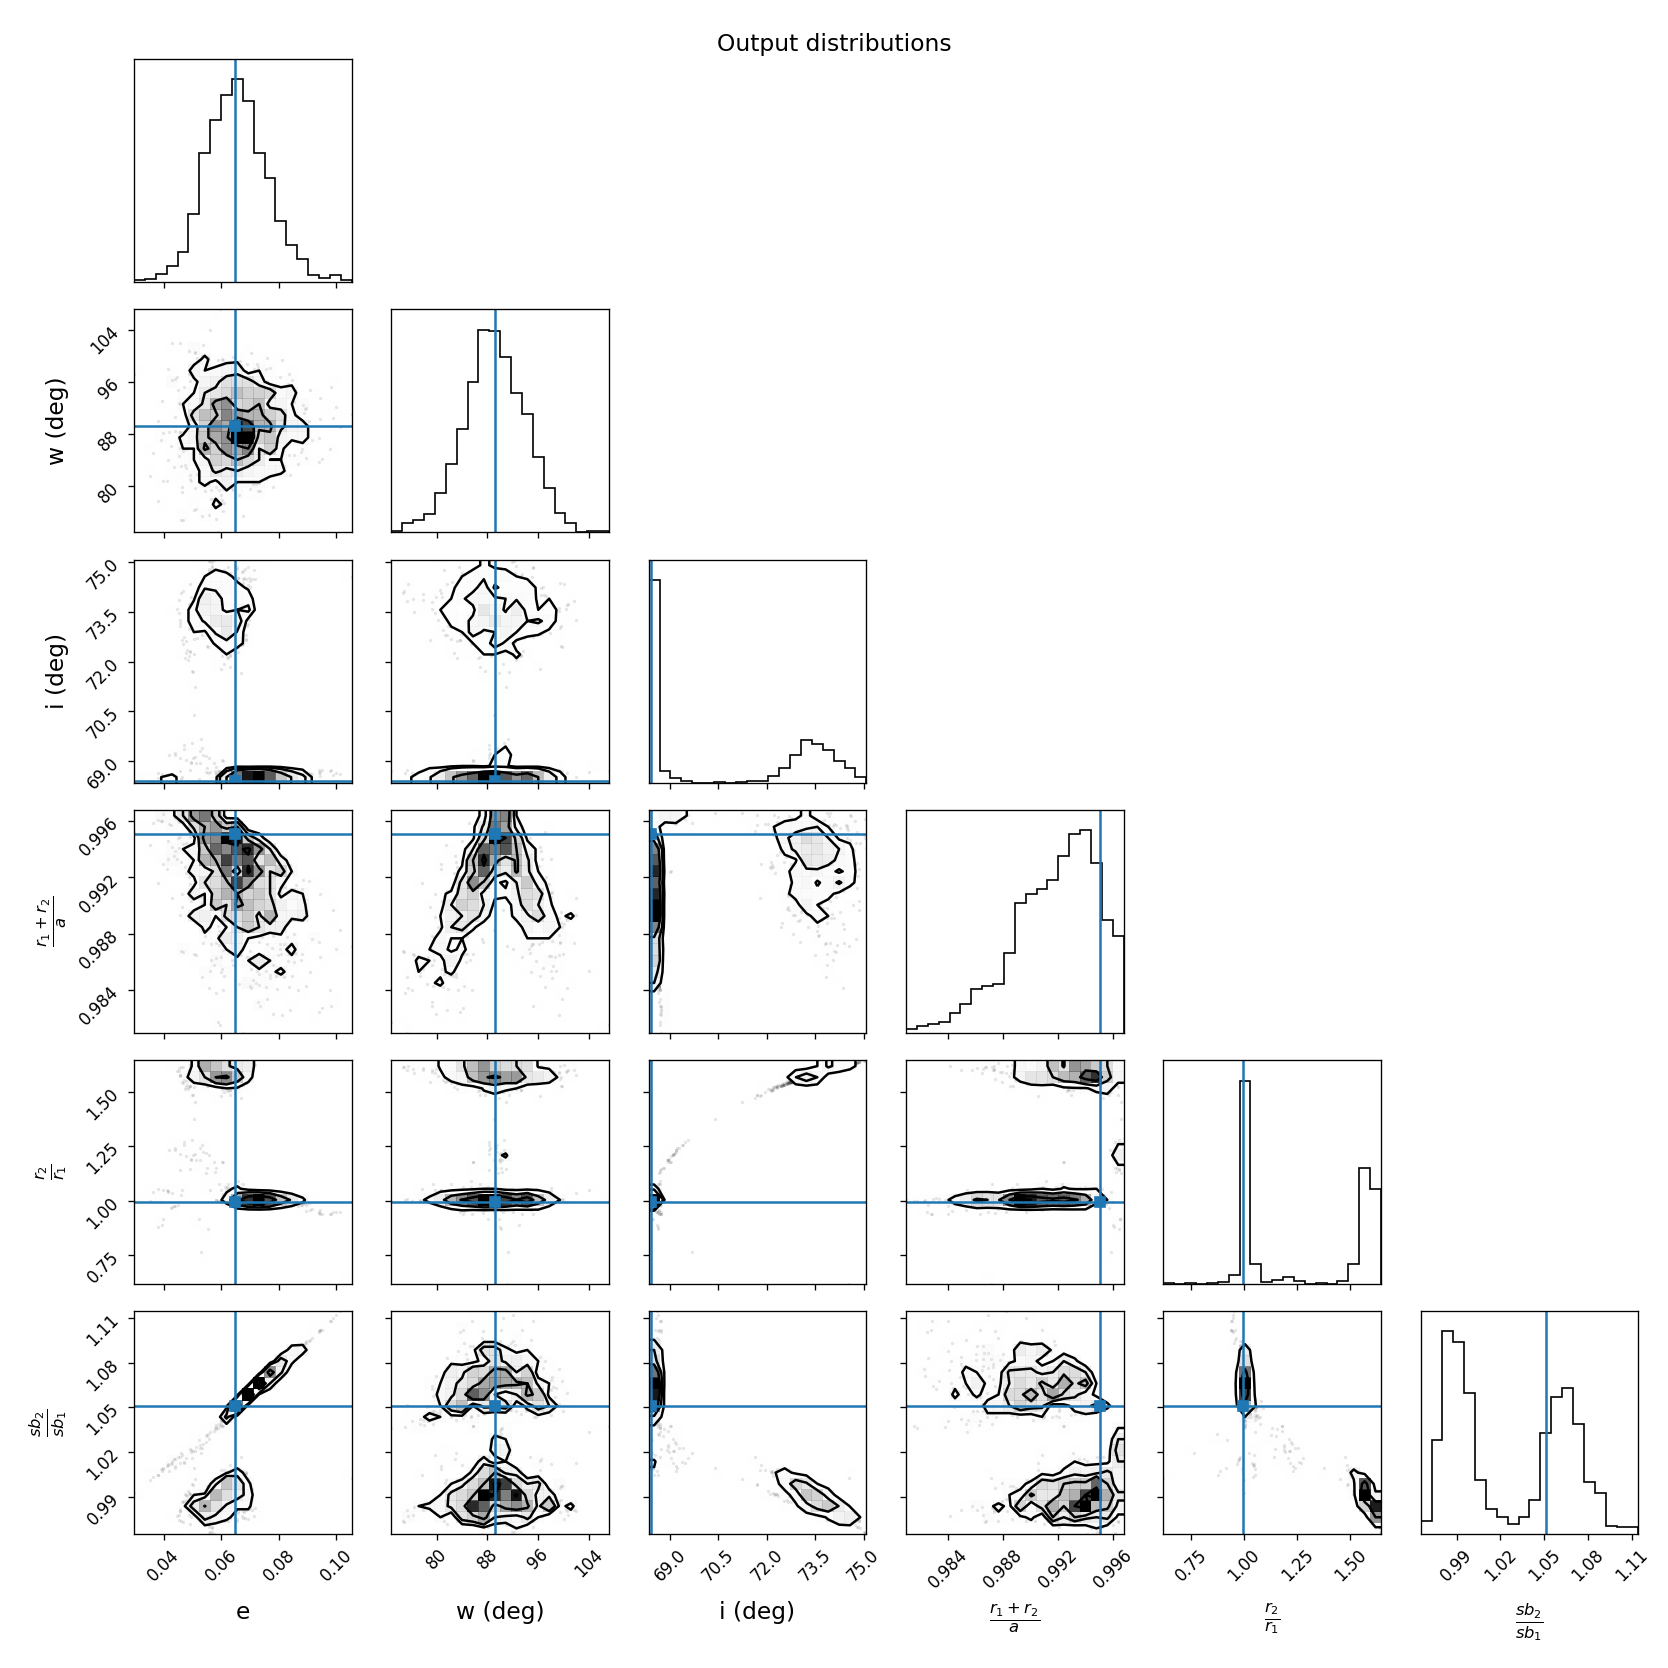 Output distributions
104
96
88
80
w (deg)
75.0
73.5
72.0
70.5
69.0
i (deg)
0.996
0.992
0.988
0.984
r₁ + r₂
a
1.50
1.25
1.00
0.75
r₂
r₁
1.11
1.08
1.05
1.02
0.99
sb₂
sb₁
0.04 0.06 0.08 0.10 80 88 96 104 69.0 70.5 72.0 73.5 75.0 0.984 0.988 0.992 0.996 0.75 1.00 1.25 1.50 0.99 1.02 1.05 1.08 1.11
e w (deg) i (deg) r₁ + r₂ r₂ sb₂
a r₁ sb₁